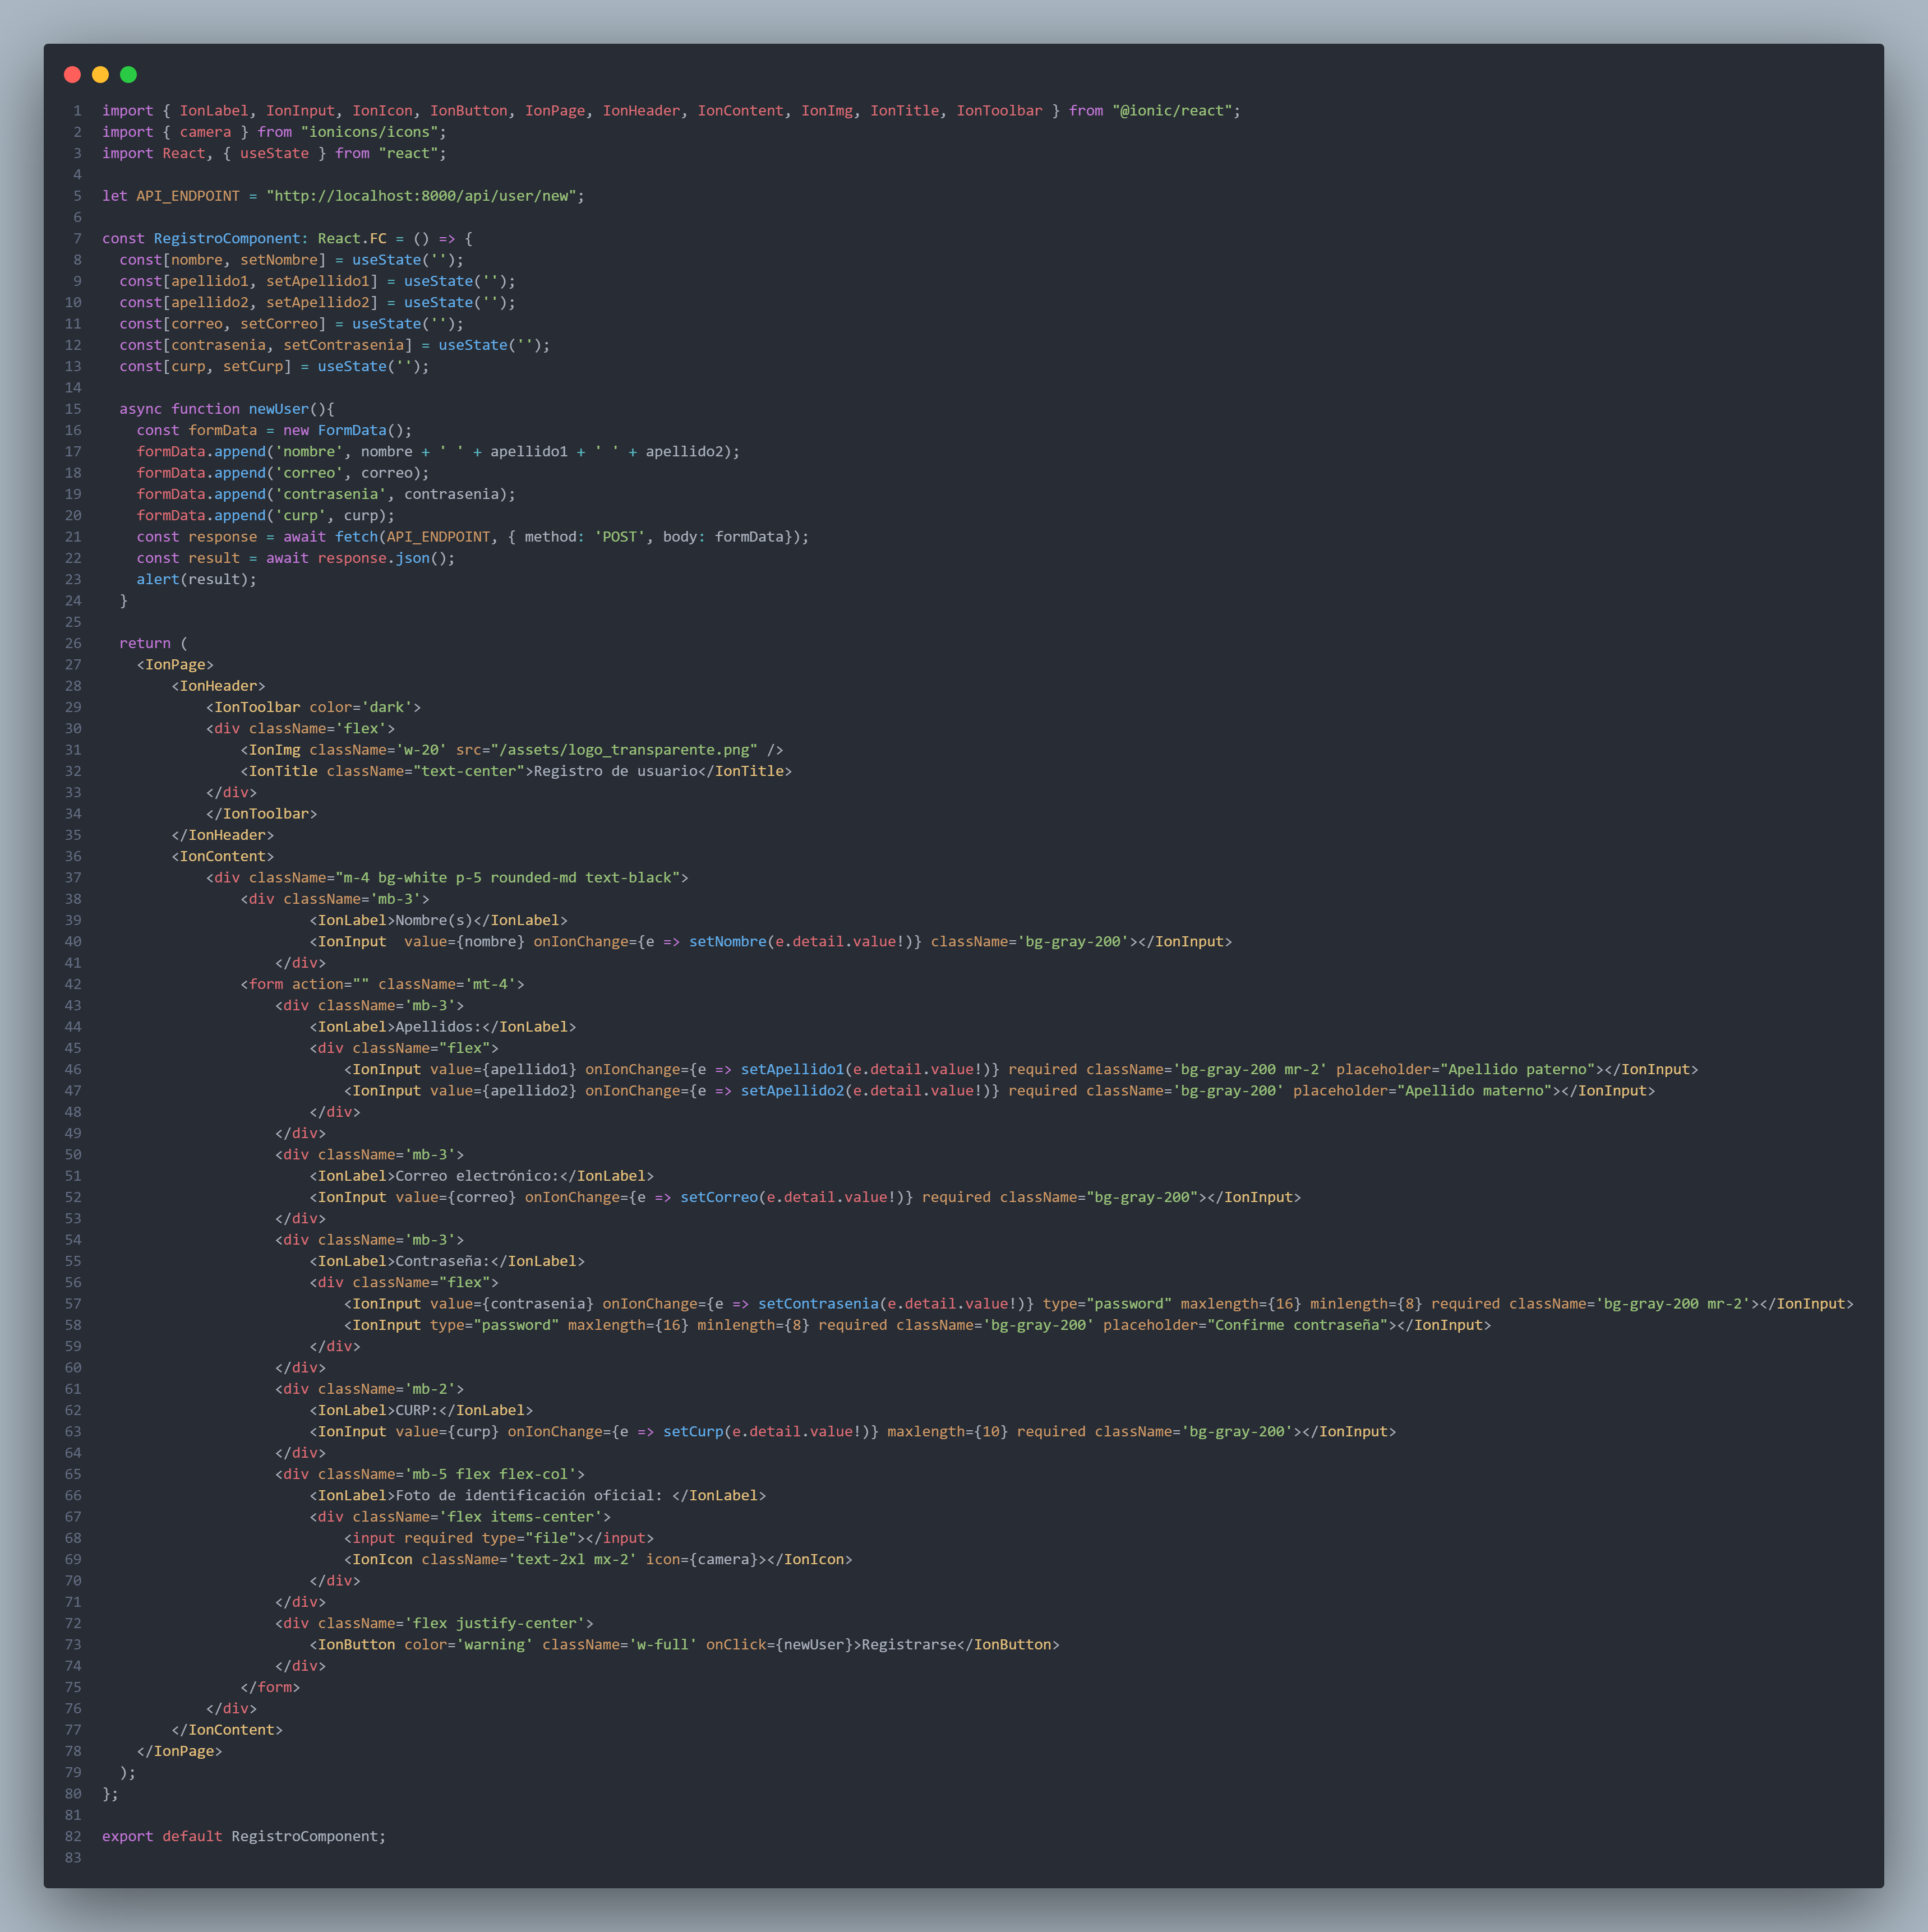 1 import { IonLabel, IonInput, IonIcon, IonButton, IonPage, IonHeader, IonContent, IonImg, IonTitle, IonToolbar } from "@ionic/react";
2 import { camera } from "ionicons/icons";
3 import React, { useState } from "react";
4
5 let API_ENDPOINT = "http://localhost:8000/api/user/new";
6
7 const RegistroComponent: React.FC = () => {
8   const[nombre, setNombre] = useState('');
9   const[apellido1, setApellido1] = useState('');
10   const[apellido2, setApellido2] = useState('');
11   const[correo, setCorreo] = useState('');
12   const[contrasenia, setContrasenia] = useState('');
13   const[curp, setCurp] = useState('');
14
15   async function newUser(){
16     const formData = new FormData();
17     formData.append('nombre', nombre + ' ' + apellido1 + ' ' + apellido2);
18     formData.append('correo', correo);
19     formData.append('contrasenia', contrasenia);
20     formData.append('curp', curp);
21     const response = await fetch(API_ENDPOINT, { method: 'POST', body: formData});
22     const result = await response.json();
23     alert(result);
24   }
25
26   return (
27     <IonPage>
28         <IonHeader>
29             <IonToolbar color='dark'>
30             <div className='flex'>
31                 <IonImg className='w-20' src="/assets/logo_transparente.png" />
32                 <IonTitle className="text-center">Registro de usuario</IonTitle>
33             </div>
34             </IonToolbar>
35         </IonHeader>
36         <IonContent>
37             <div className="m-4 bg-white p-5 rounded-md text-black">
38                 <div className='mb-3'>
39                         <IonLabel>Nombre(s)</IonLabel>
40                         <IonInput  value={nombre} onIonChange={e => setNombre(e.detail.value!)} className='bg-gray-200'></IonInput>
41                     </div>
42                 <form action="" className='mt-4'>
43                     <div className='mb-3'>
44                         <IonLabel>Apellidos:</IonLabel>
45                         <div className="flex">
46                             <IonInput value={apellido1} onIonChange={e => setApellido1(e.detail.value!)} required className='bg-gray-200 mr-2' placeholder="Apellido paterno"></IonInput>
47                             <IonInput value={apellido2} onIonChange={e => setApellido2(e.detail.value!)} required className='bg-gray-200' placeholder="Apellido materno"></IonInput>
48                         </div>
49                     </div>
50                     <div className='mb-3'>
51                         <IonLabel>Correo electrónico:</IonLabel>
52                         <IonInput value={correo} onIonChange={e => setCorreo(e.detail.value!)} required className="bg-gray-200"></IonInput>
53                     </div>
54                     <div className='mb-3'>
55                         <IonLabel>Contraseña:</IonLabel>
56                         <div className="flex">
57                             <IonInput value={contrasenia} onIonChange={e => setContrasenia(e.detail.value!)} type="password" maxlength={16} minlength={8} required className='bg-gray-200 mr-2'></IonInput>
58                             <IonInput type="password" maxlength={16} minlength={8} required className='bg-gray-200' placeholder="Confirme contraseña"></IonInput>
59                         </div>
60                     </div>
61                     <div className='mb-2'>
62                         <IonLabel>CURP:</IonLabel>
63                         <IonInput value={curp} onIonChange={e => setCurp(e.detail.value!)} maxlength={10} required className='bg-gray-200'></IonInput>
64                     </div>
65                     <div className='mb-5 flex flex-col'>
66                         <IonLabel>Foto de identificación oficial: </IonLabel>
67                         <div className='flex items-center'>
68                             <input required type="file"></input>
69                             <IonIcon className='text-2xl mx-2' icon={camera}></IonIcon>
70                         </div>
71                     </div>
72                     <div className='flex justify-center'>
73                         <IonButton color='warning' className='w-full' onClick={newUser}>Registrarse</IonButton>
74                     </div>
75                 </form>
76             </div>
77         </IonContent>
78     </IonPage>
79   );
80 };
81
82 export default RegistroComponent;
83